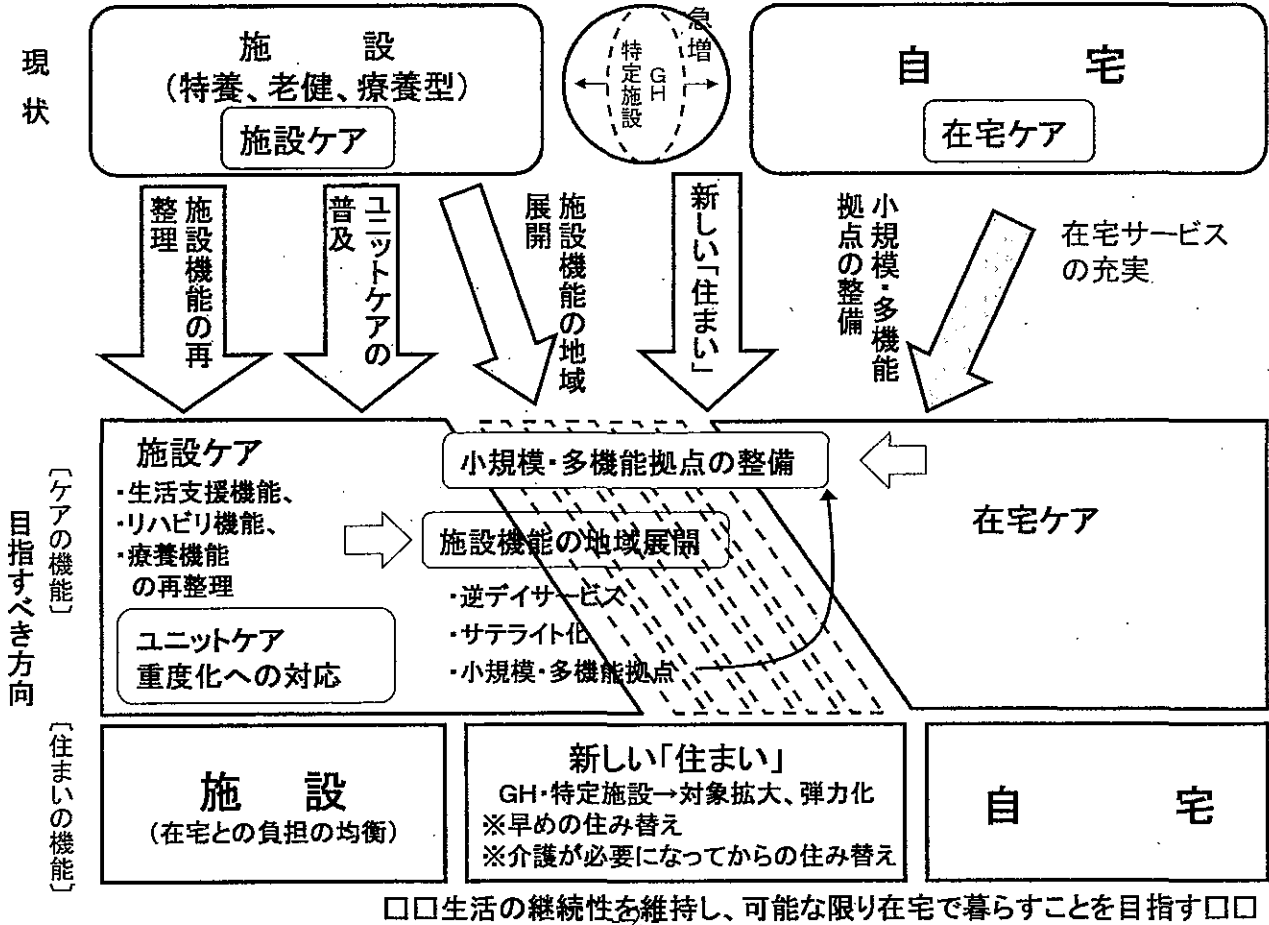 現状
施 設
（特養、老健、療養型）
施設ケア
急増
特定施設
GH
自 宅
在宅ケア
施設機能の再
整理
ユニットケアの
普及
施設機能の地域
展開
新しい「住まい」
小規模・多機能
拠点の整備
在宅サービス
の充実
目指すべき方向
〔ケアの機能〕
施設ケア
・生活支援機能、
・リハビリ機能、
・療養機能
の再整理
ユニットケア
重度化への対応
小規模・多機能拠点の整備
施設機能の地域展開
・逆デイサービス
・サテライト化
・小規模・多機能拠点
在宅ケア
〔住まいの機能〕
施 設
（在宅との負担の均衡）
新しい「住まい」
GH・特定施設→対象拡大、弾力化
※早めの住み替え
※介護が必要になってからの住み替え
自 宅
□□生活の継続性を維持し、可能な限り在宅で暮らすことを目指す□□